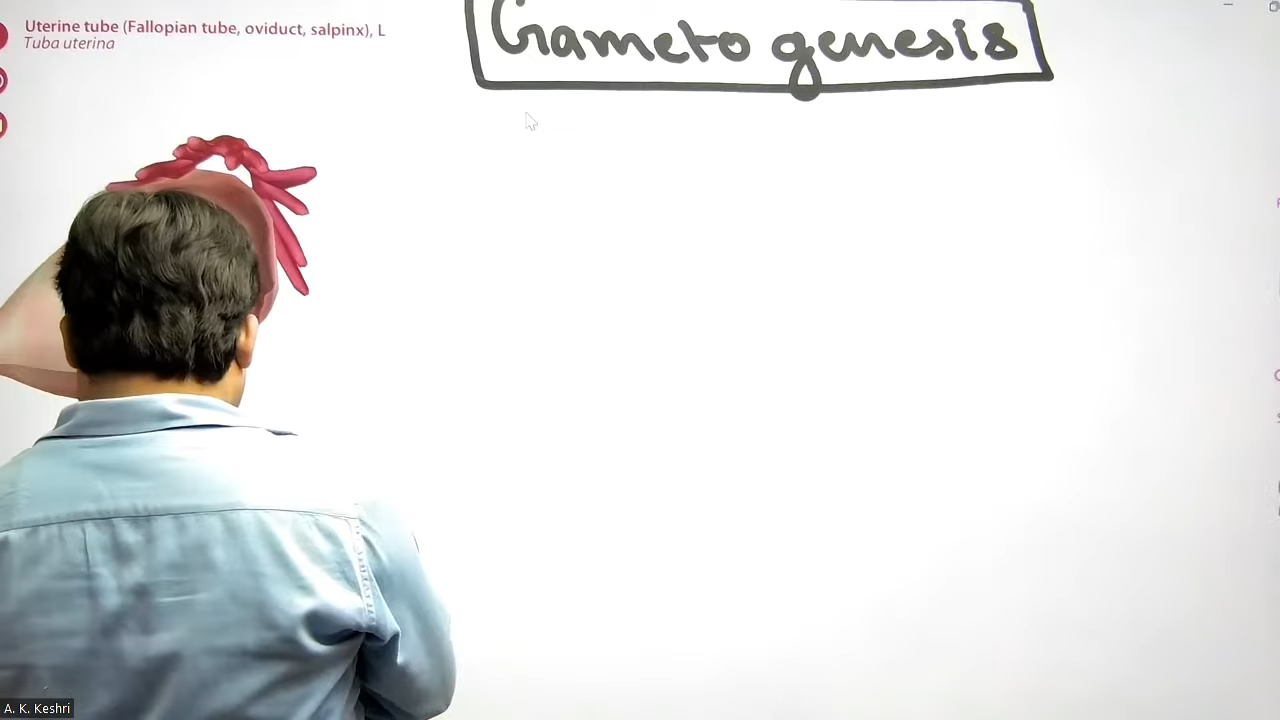 Uterine tube (Fallopian tube, oviduct, salpinx), L
Tuba uterina
Gameto genesis
A. K. Keshri